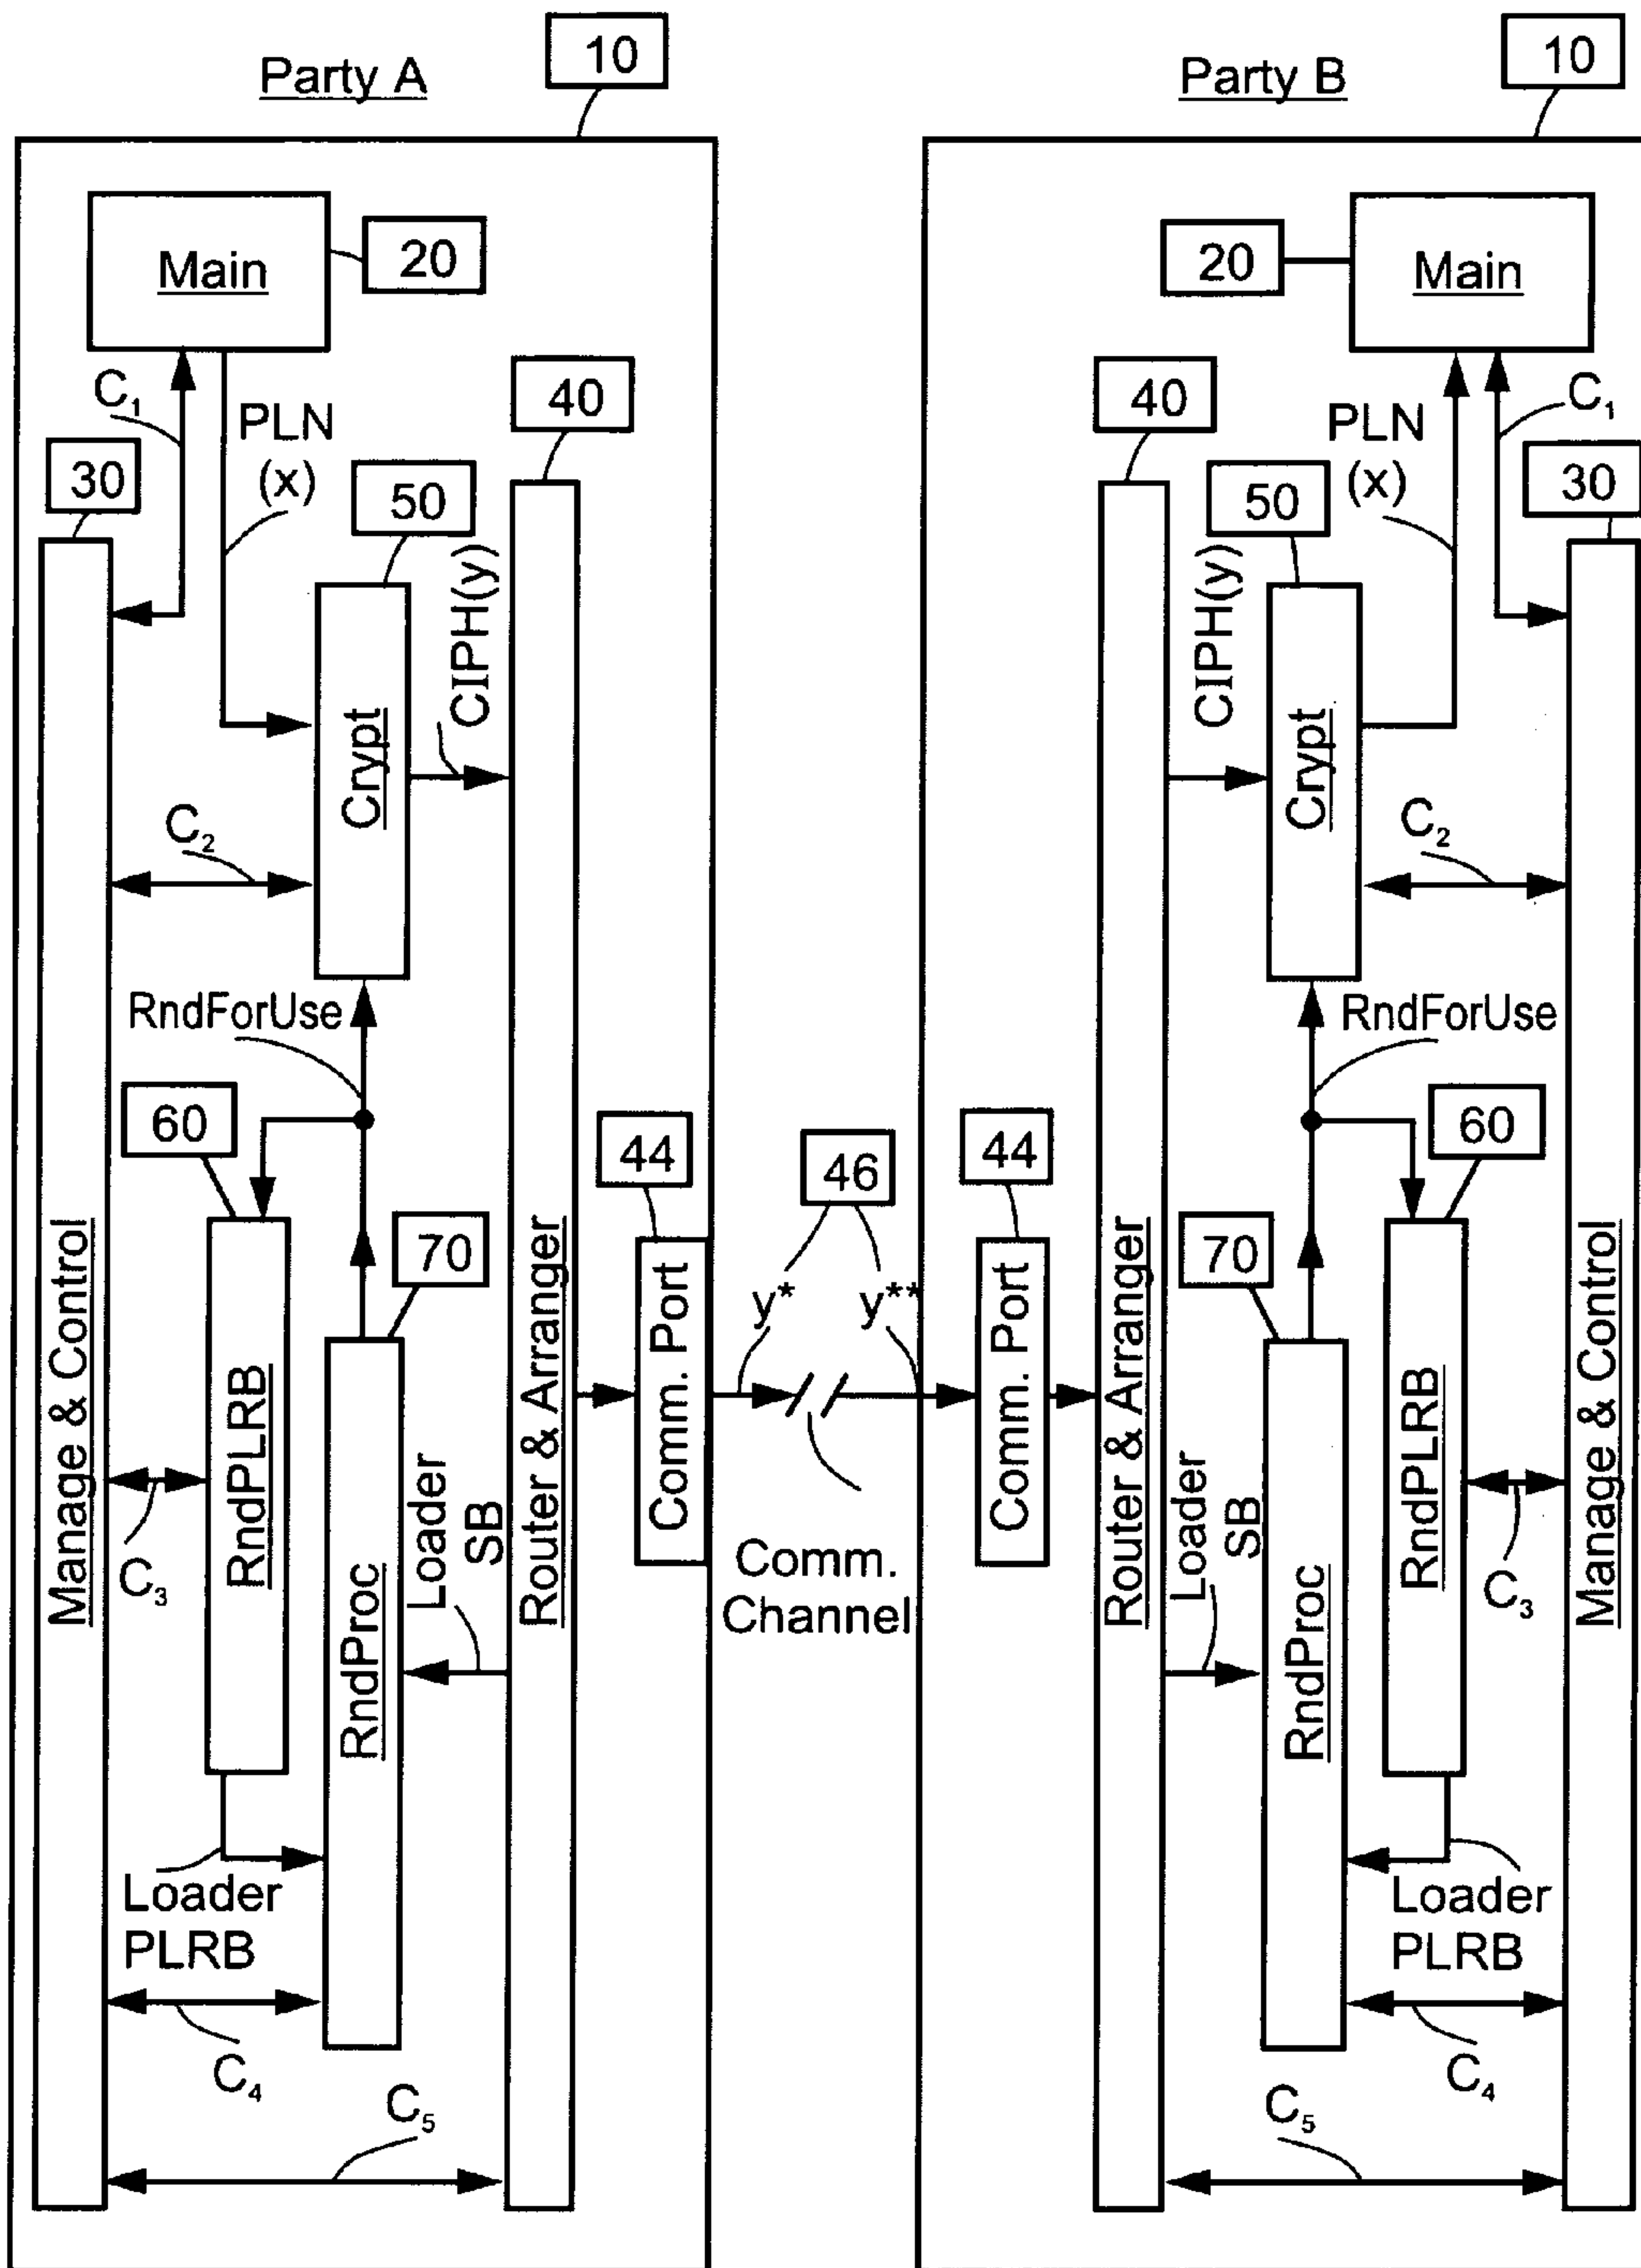 Party A
10
Main
20
C₁
PLN
(x)
30
40
50
CIPH(y)
Crypt
C₂
RndForUse
60
70
44
Manage & Control
RndPLRB
RndProc
Loader
SB
Router & Arranger
Comm. Port
C₃
Loader
PLRB
C₄
C₅
46
y*
y**
Comm.
Channel
Party B
10
20
Main
40
PLN
(x)
C₁
30
50
CIPH(y)
Crypt
C₂
RndForUse
60
44
70
Comm. Port
Router & Arranger
Loader
SB
RndProc
RndPLRB
Manage & Control
C₃
Loader
PLRB
C₄
C₅